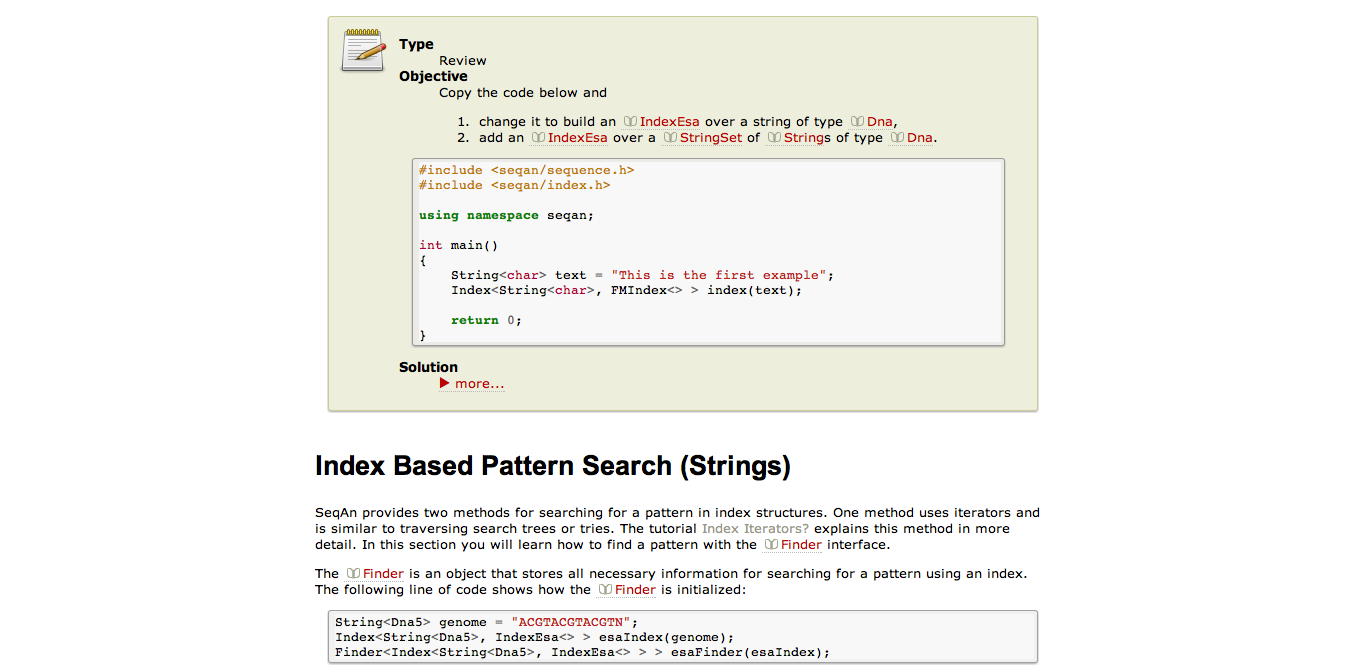 Type
Review
Objective
Copy the code below and
1. change it to build an IndexEsa over a string of type Dna,
2. add an IndexEsa over a StringSet of Strings of type Dna.
#include <seqan/sequence.h>
#include <seqan/index.h>
using namespace seqan;
int main()
{
String<char> text = "This is the first example";
Index<String<char>, FMIndex<> > index(text);
return 0;
}
Solution
more...
Index Based Pattern Search (Strings)
SeqAn provides two methods for searching for a pattern in index structures. One method uses iterators and
is similar to traversing search trees or tries. The tutorial Index Iterators? explains this method in more
detail. In this section you will learn how to find a pattern with the Finder interface.
The Finder is an object that stores all necessary information for searching for a pattern using an index.
The following line of code shows how the Finder is initialized:
String<Dna5> genome = "ACGTACGTACGTN";
Index<String<Dna5>, IndexEsa<> > esaIndex(genome);
Finder<Index<String<Dna5>, IndexEsa<> > > esaFinder(esaIndex);